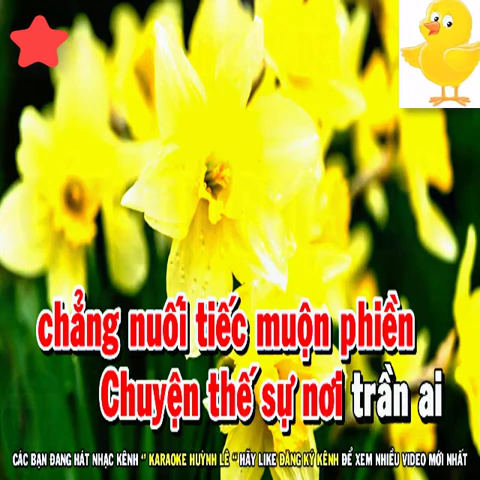 chẳng nuối tiếc muộn phiền
Chuyện thế sự nơi trần ai
CÁC BẠN ĐANG HÁT NHẠC KÊNH " KARAOKE HUỲNH LÊ " HÃY LIKE ĐĂNG KÝ KÊNH ĐỂ XEM NHIỀU VIDEO MỚI NHẤT